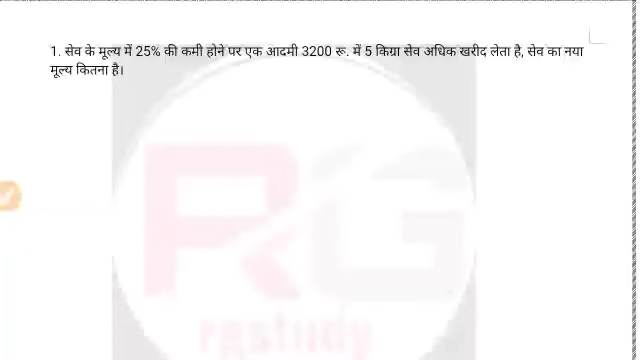 1. सेव के मूल्य में 25% की कमी होने पर एक आदमी 3200 रू. में 5 किग्रा सेव अधिक खरीद लेता है, सेव का नया
मूल्य कितना है।
RG
rgstudy